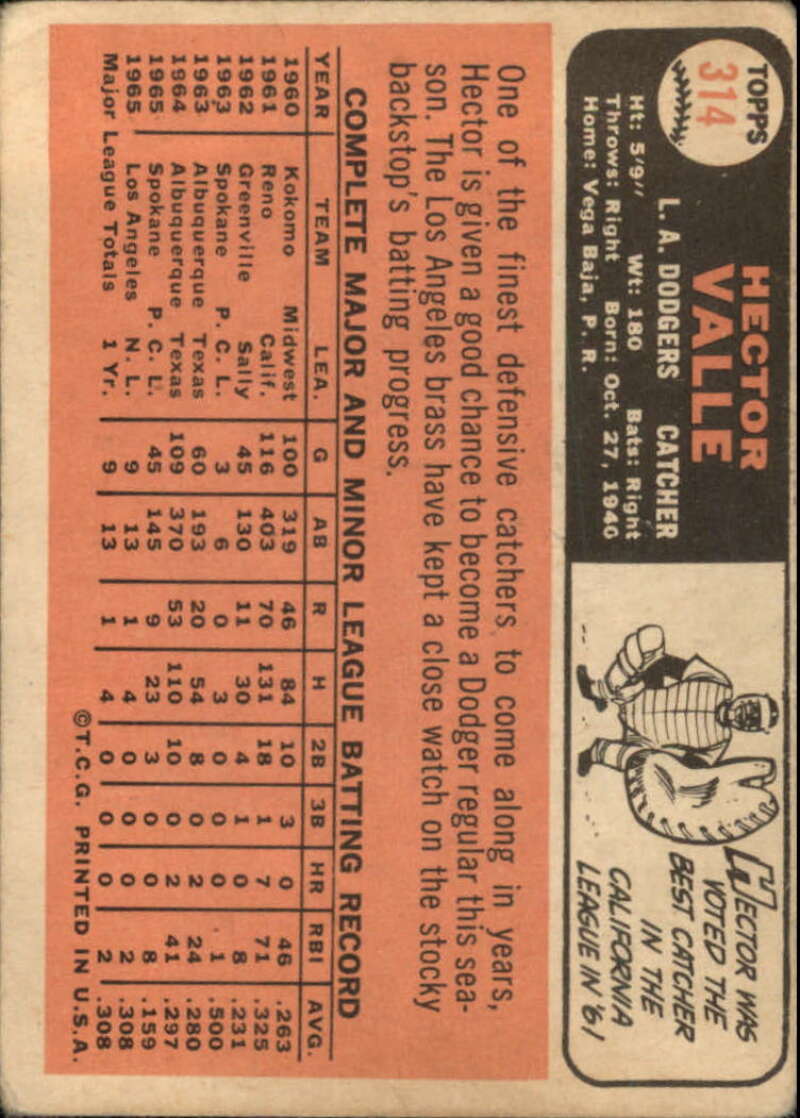 TOPPS
314
HECTOR
VALLE
L. A. DODGERS CATCHER
Ht: 5'9" Wt: 180 Bats: Right
Throws: Right Born: Oct. 27, 1940
Home: Vega Baja, P. R.
HECTOR WAS
VOTED THE
BEST CATCHER
IN THE
CALIFORNIA
LEAGUE IN '61
One of the finest defensive catchers to come along in years,
Hector is given a good chance to become a Dodger regular this sea-
son. The Los Angeles brass have kept a close watch on the stocky
backstop's batting progress.
COMPLETE MAJOR AND MINOR LEAGUE BATTING RECORD
YEAR TEAM LEA. G AB R H 2B 3B HR RBI AVG.
1960 Kokomo Midwest 100 319 46 84 10 3 0 46 .263
1961 Reno Calif. 116 403 70 131 18 1 7 71 .325
1962 Greenville Sally 45 130 11 30 4 1 0 8 .231
1963 Spokane P. C. L. 3 6 0 3 0 0 0 1 .500
1963 Albuquerque Texas 60 193 20 54 8 0 2 24 .280
1964 Albuquerque Texas 109 370 53 110 10 0 2 41 .297
1965 Spokane P. C. L. 45 145 9 23 3 0 0 8 .159
1965 Los Angeles N. L. 9 13 1 4 0 0 0 2 .308
Major League Totals 1 Yr. 9 13 1 4 0 0 0 2 .308
©T.C.G. PRINTED IN U.S.A.